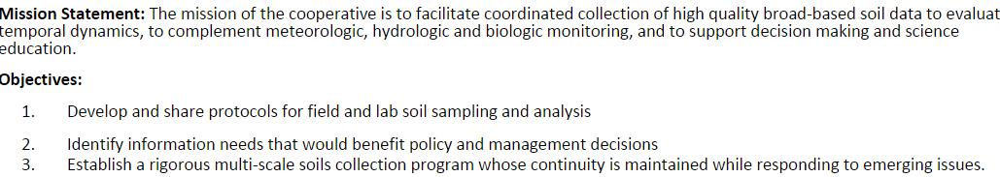 Mission Statement: The mission of the cooperative is to facilitate coordinated collection of high quality broad-based soil data to evaluat
temporal dynamics, to complement meteorologic, hydrologic and biologic monitoring, and to support decision making and science
education.
Objectives:
1. Develop and share protocols for field and lab soil sampling and analysis
2. Identify information needs that would benefit policy and management decisions
3. Establish a rigorous multi-scale soils collection program whose continuity is maintained while responding to emerging issues.